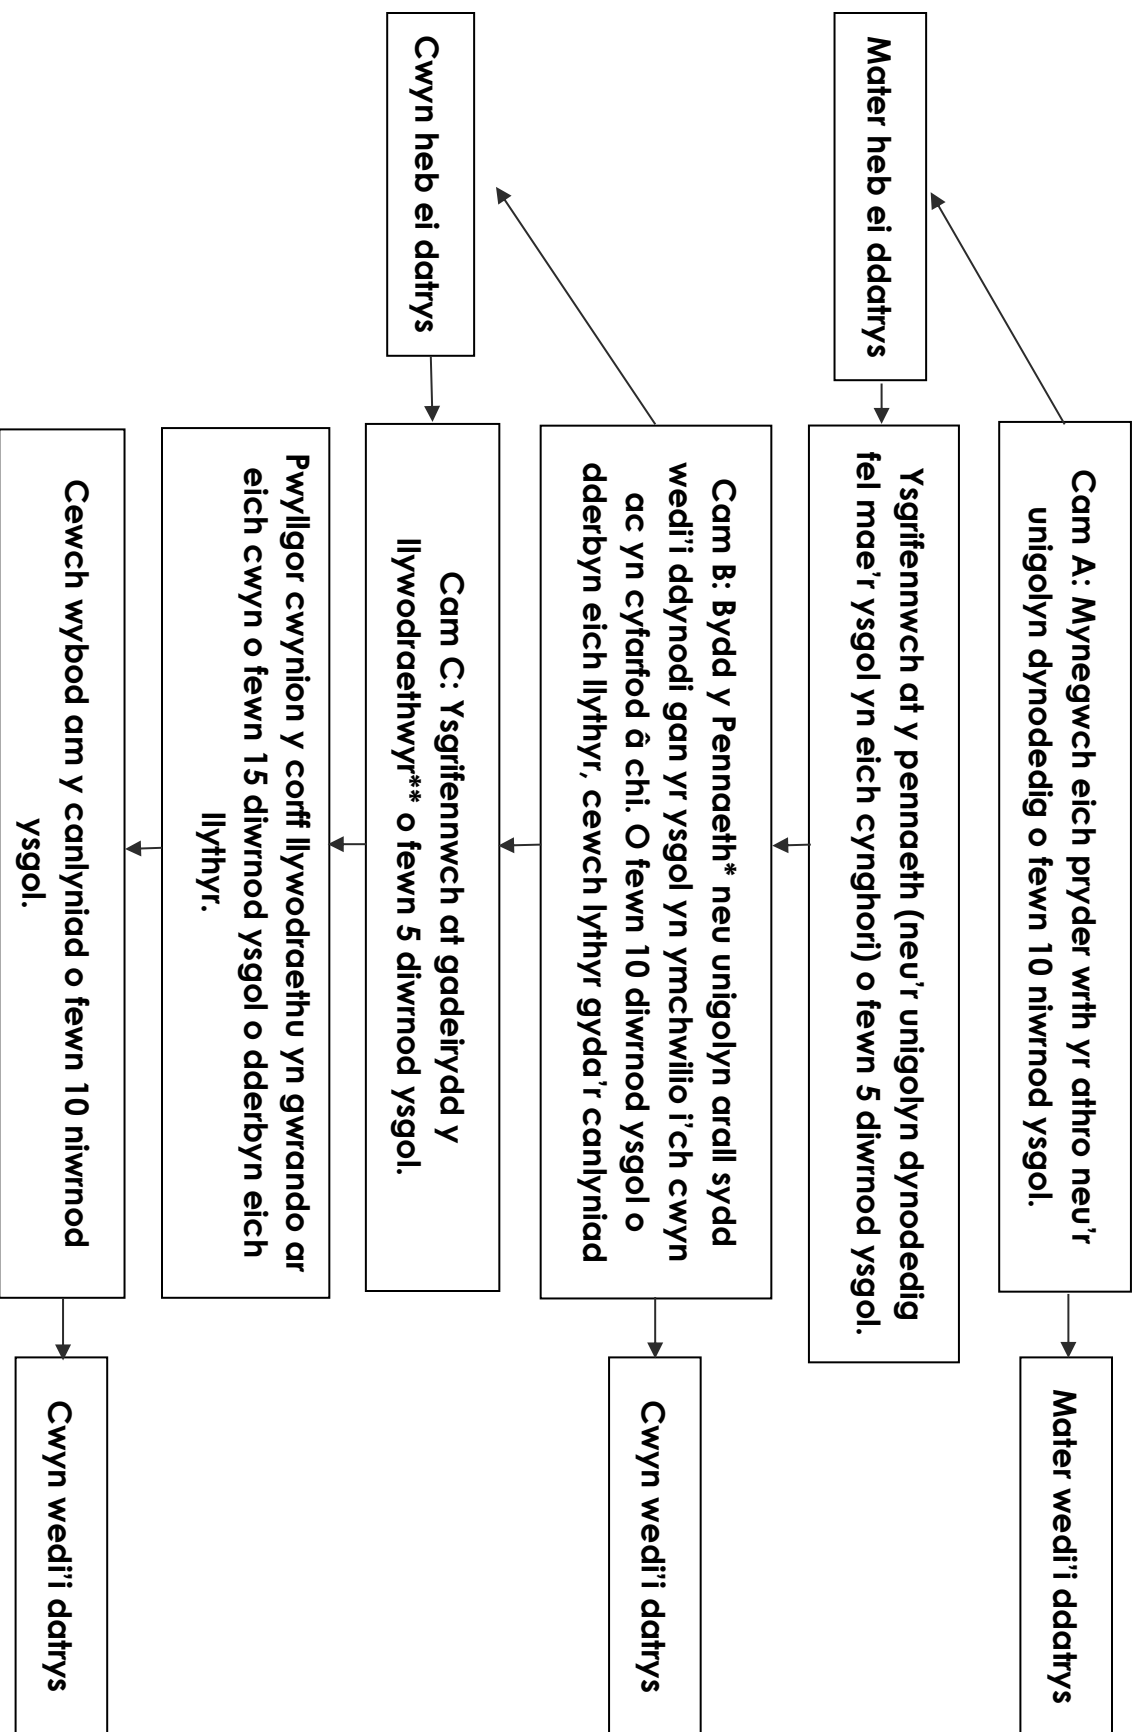 Cam A: Mynegwch eich pryder wrth yr athro neu'r
unigolyn dynodedig o fewn 10 niwrnod ysgol.
Mater wedi'i ddatrys
Mater heb ei ddatrys
Ysgrifennwch at y pennaeth (neu'r unigolyn dynodedig
fel mae'r ysgol yn eich cynghori) o fewn 5 diwrnod ysgol.
Cam B: Bydd y Pennaeth* neu unigolyn arall sydd
wedi'i ddynodi gan yr ysgol yn ymchwilio i'ch cwyn
ac yn cyfarfod â chi. O fewn 10 diwrnod ysgol o
dderbyn eich llythyr, cewch lythyr gyda'r canlyniad
Cwyn wedi'i datrys
Cwyn heb ei datrys
Cam C: Ysgrifennwch at gadeirydd y
llywodraethwyr** o fewn 5 diwrnod ysgol.
Pwyllgor cwynion y corff llywodraethu yn gwrando ar
eich cwyn o fewn 15 diwrnod ysgol o dderbyn eich
llythyr.
Cewch wybod am y canlyniad o fewn 10 niwrnod
ysgol.
Cwyn wedi'i datrys